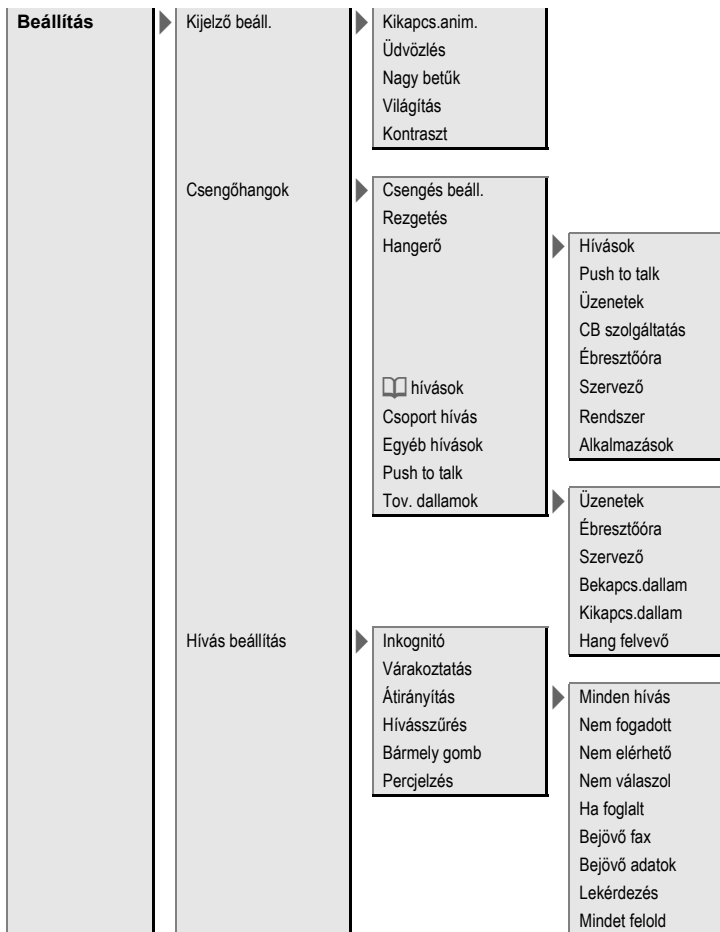 Beállítás
Kijelző beáll.
Kikapcs.anim.
Üdvözlés
Nagy betűk
Világítás
Kontraszt
Csengőhangok
Csengés beáll.
Rezgetés
Hangerő
Hívások
Push to talk
Üzenetek
CB szolgáltatás
Ébresztőóra
Szervező
Rendszer
Alkalmazások
hívások
Csoport hívás
Egyéb hívások
Push to talk
Tov. dallamok
Üzenetek
Ébresztőóra
Szervező
Bekapcs.dallam
Kikapcs.dallam
Hang felvevő
Hívás beállítás
Inkognitó
Várakoztatás
Átirányítás
Hívásszűrés
Bármely gomb
Percjelzés
Minden hívás
Nem fogadott
Nem elérhető
Nem válaszol
Ha foglalt
Bejövő fax
Bejövő adatok
Lekérdezés
Mindet felold